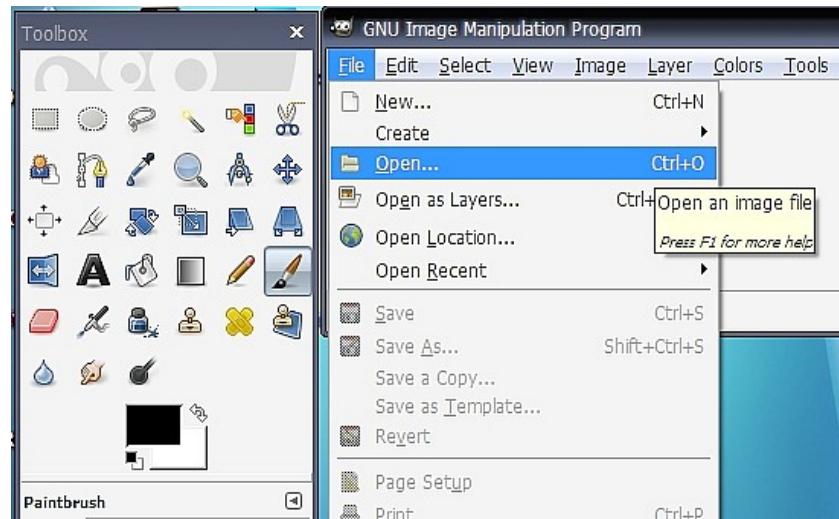 Toolbox
GNU Image Manipulation Program
File Edit Select View Image Layer Colors Tools
New... Ctrl+N
Create
Open... Ctrl+O
Open as Layers... Ctrl+
Open an image file
Press F1 for more help
Open Location...
Open Recent
Save Ctrl+S
Save As... Shift+Ctrl+S
Save a Copy...
Save as Template...
Revert
Page Setup
Print Ctrl+P
Paintbrush